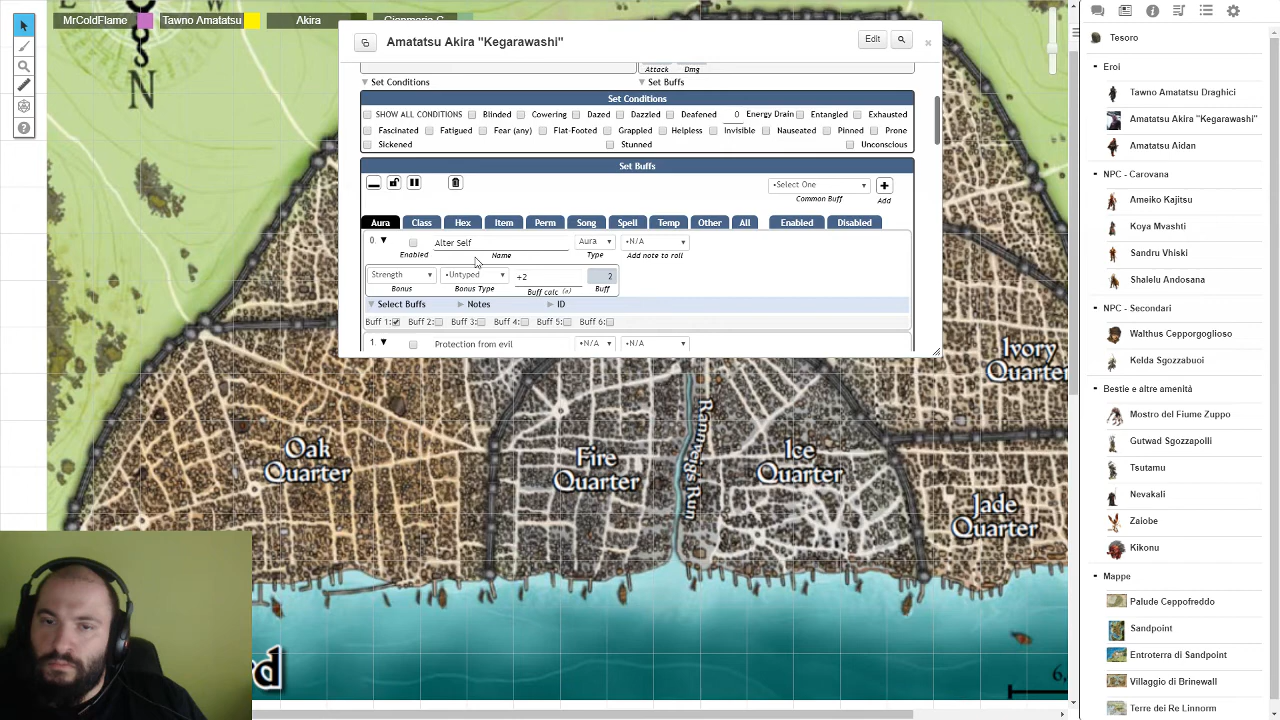 MrColdFlame Tawno Amatatsu Akira
N
Amatatsu Akira "Kegarawashi" Edit ×
Attack Dmg
Set Conditions Set Buffs
Set Conditions
SHOW ALL CONDITIONS Blinded Cowering Dazed Dazzled Deafened 0 Energy Drain Entangled Exhausted
Fascinated Fatigued Fear (any) Flat-Footed Grappled Helpless Invisible Nauseated Pinned Prone
Sickened Stunned Unconscious
Set Buffs
•Select One
Common Buff Add
Aura Class Hex Item Perm Song Spell Temp Other All Enabled Disabled
0. Alter Self Aura •N/A
Enabled Name Type Add note to roll
Strength •Untyped +2 2
Bonus Bonus Type Buff calc Buff
Select Buffs Notes ID
Buff 1: Buff 2: Buff 3: Buff 4: Buff 5: Buff 6:
1. Protection from evil •N/A •N/A
Ivory
Quarter
Oak
Quarter
Fire
Quarter
Rannveigs Run
Ice
Quarter
Jade
Quarter
rd
6,
Tesoro
Eroi
Tawno Amatatsu Draghici
Amatatsu Akira "Kegarawashi"
Amatatsu Aidan
NPC - Carovana
Ameiko Kajitsu
Koya Mvashti
Sandru Vhiski
Shalelu Andosana
NPC - Secondari
Walthus Cepporgoglioso
Kelda Sgozzabuoi
Bestie e altre amenità
Mostro del Fiume Zuppo
Gutwad Sgozzapolli
Tsutamu
Nevakali
Zaiobe
Kikonu
Mappe
Palude Ceppofreddo
Sandpoint
Entroterra di Sandpoint
Villaggio di Brinewall
Terre dei Re Linnorm